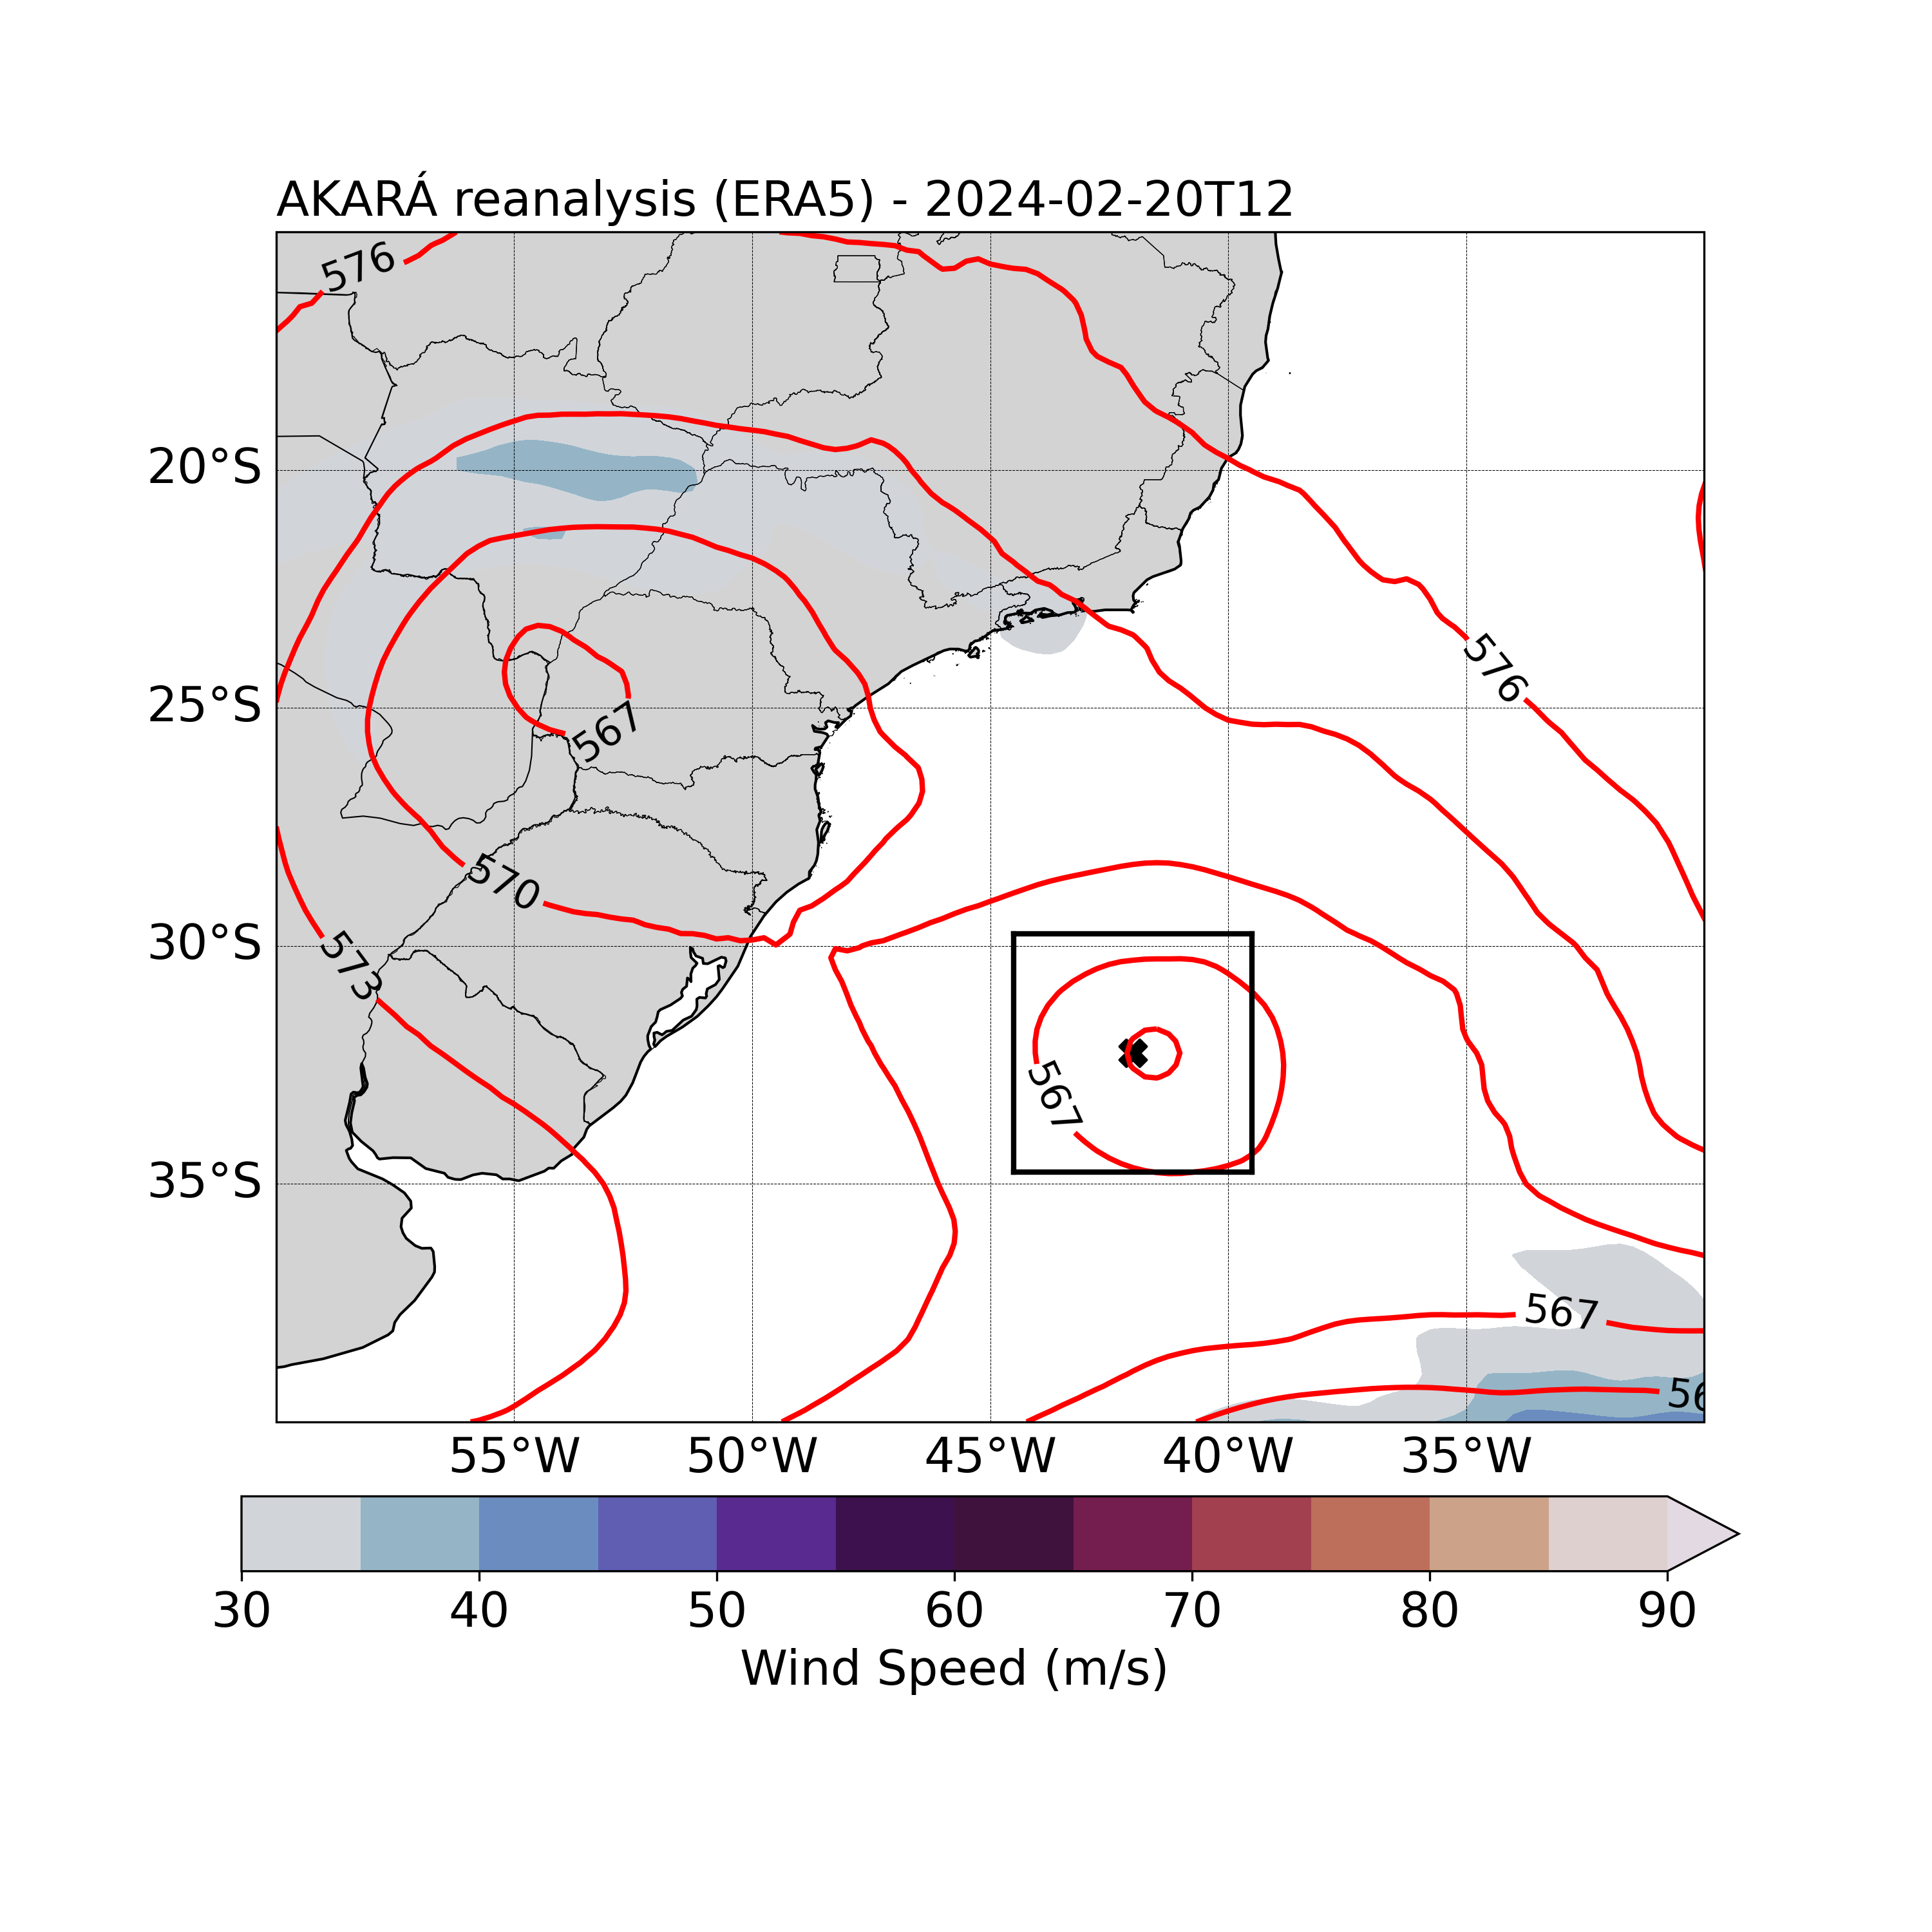 AKARÁ reanalysis (ERA5) - 2024-02-20T12
576
20°S
576
25°S
567
570
30°S
573
567
35°S
567
55°W 50°W 45°W 40°W 35°W
30 40 50 60 70 80 90
Wind Speed (m/s)